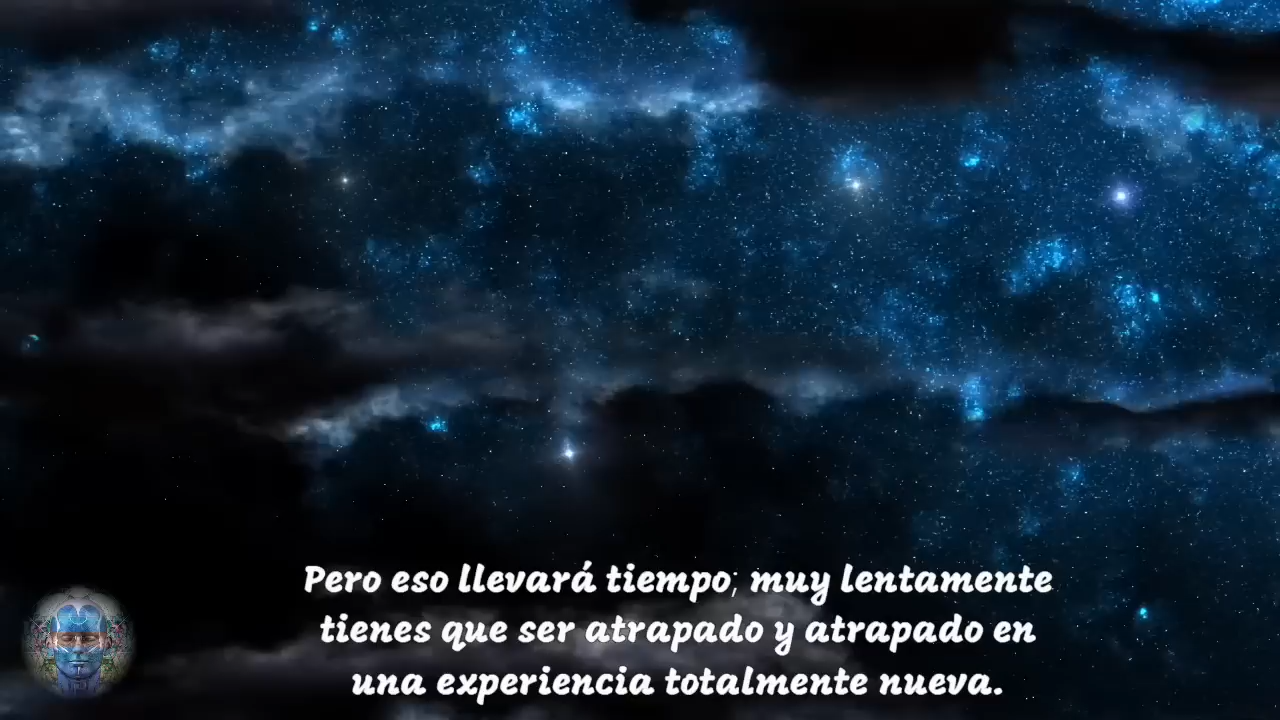 Pero eso llevará tiempo; muy lentamente
tienes que ser atrapado y atrapado en
una experiencia totalmente nueva.